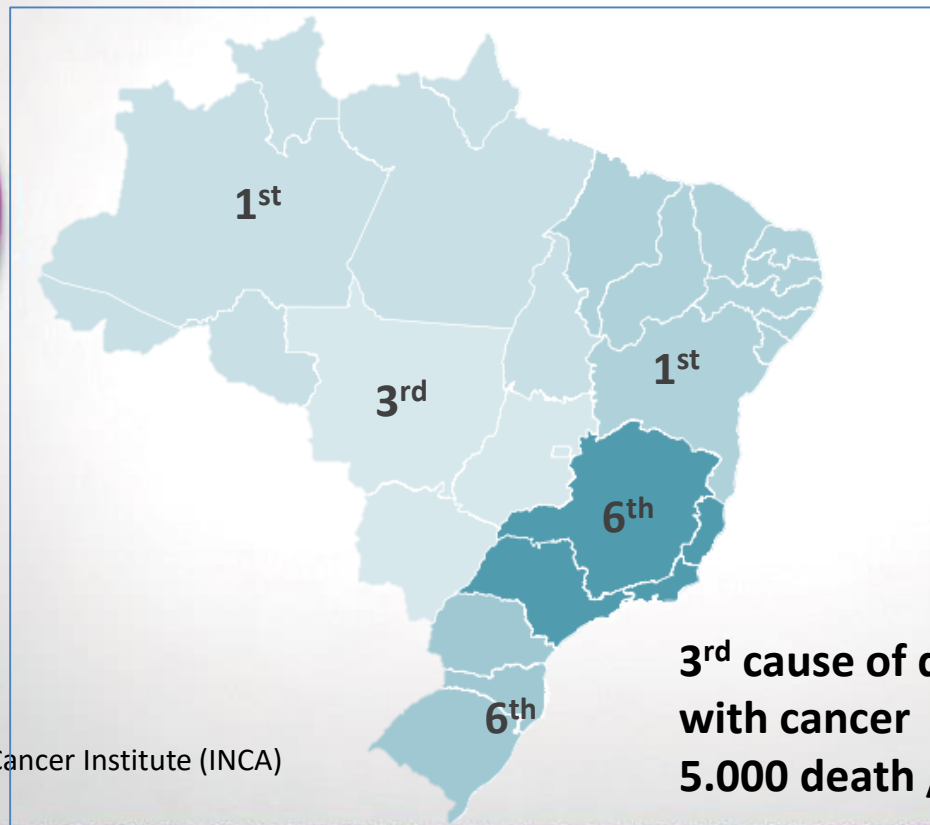 1st
1st
3rd
6th
6th
3rd cause of
with cancer
5.000 death
Cancer Institute (INCA)